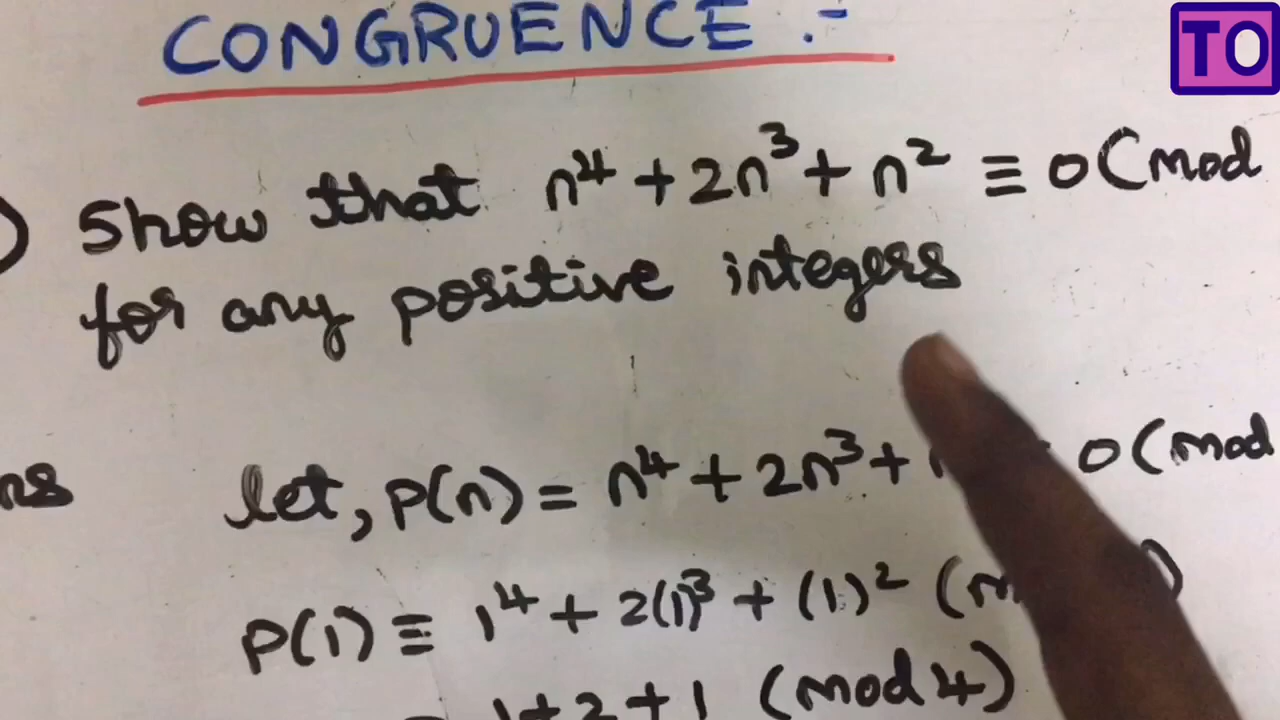 TO
CONGRUENCE :-
) Show that n⁴ + 2n³ + n² ≡ 0 (mod
for any positive integers
ns let, P(n) = n⁴ + 2n³ + 0 (mod
P(1) ≡ 1⁴ + 2(1)³ + (1)² (m )
1+2+1 (mod 4)